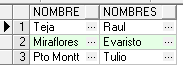 NOMBRE NOMBRES
1 Teja ... Raul ...
2 Miraflores ... Evaristo ...
3 Pto Montt ... Tulio ...